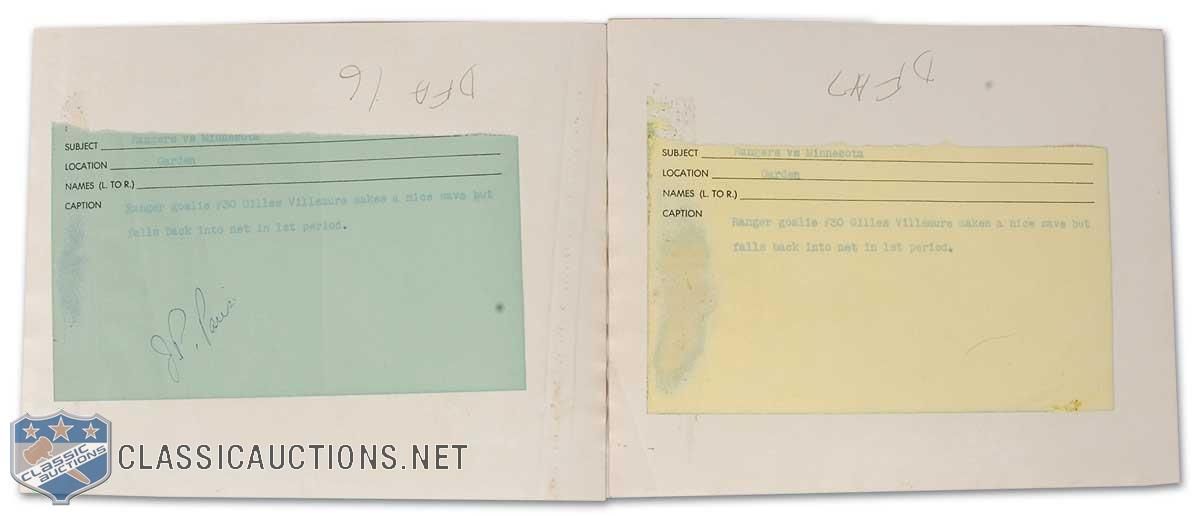 DFA 16
SUBJECT Rangers vs Minnesota
LOCATION Garden
NAMES (L. TO R.)
CAPTION Ranger goalie #30 Gilles Villemure makes a nice save but
falls back into net in 1st period.
J.P. Parise
DFA7
SUBJECT Rangers vs Minnesota
LOCATION Garden
NAMES (L. TO R.)
CAPTION Ranger goalie #30 Gilles Villemure makes a nice save but
falls back into net in 1st period.
CLASSIC
AUCTIONS
CLASSICAUCTIONS.NET